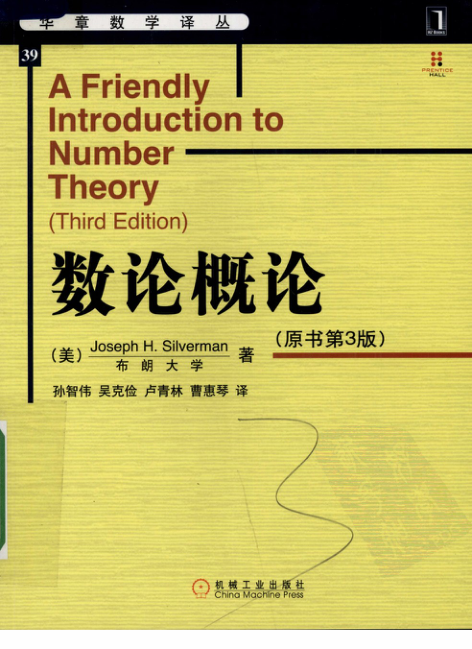 华章数学译丛
39
PRENTICE
HALL
A Friendly
Introduction to
Number
Theory
(Third Edition)
数论概论
(原书第3版)
(美) Joseph H. Silverman 著
布朗大学
孙智伟 吴克俭 卢青林 曹惠琴 译
机械工业出版社
China Machine Press